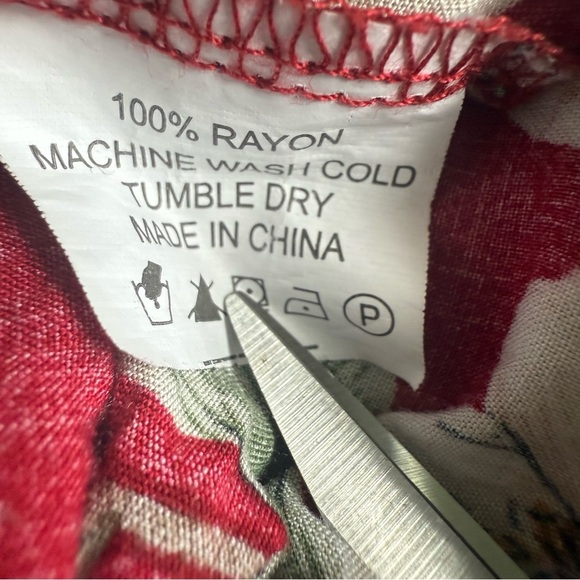 100% RAYON
MACHINE WASH COLD
TUMBLE DRY
MADE IN CHINA
P